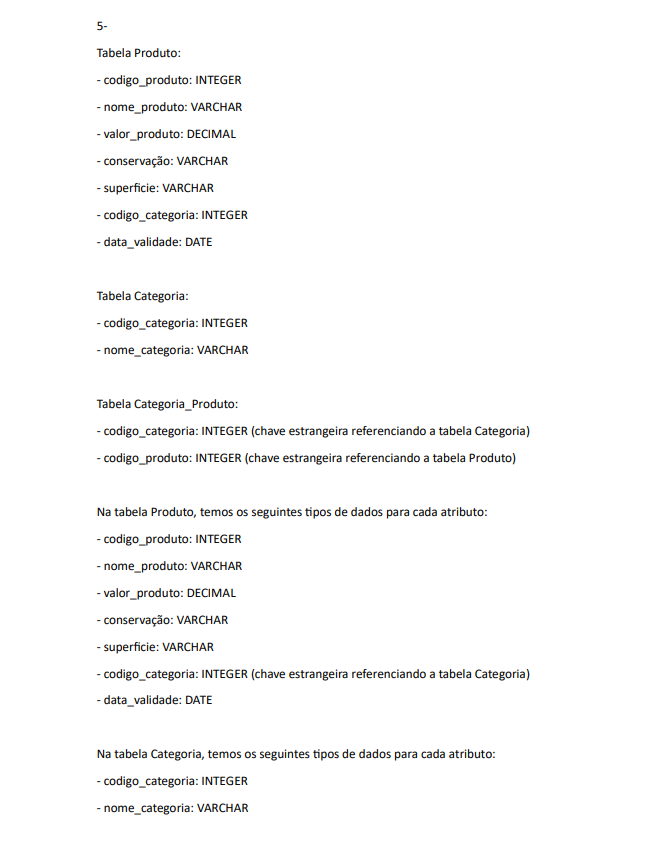 5-
Tabela Produto:
- codigo_produto: INTEGER
- nome_produto: VARCHAR
- valor_produto: DECIMAL
- conservação: VARCHAR
- superficie: VARCHAR
- codigo_categoria: INTEGER
- data_validade: DATE
Tabela Categoria:
- codigo_categoria: INTEGER
- nome_categoria: VARCHAR
Tabela Categoria_Produto:
- codigo_categoria: INTEGER (chave estrangeira referenciando a tabela Categoria)
- codigo_produto: INTEGER (chave estrangeira referenciando a tabela Produto)
Na tabela Produto, temos os seguintes tipos de dados para cada atributo:
- codigo_produto: INTEGER
- nome_produto: VARCHAR
- valor_produto: DECIMAL
- conservação: VARCHAR
- superficie: VARCHAR
- codigo_categoria: INTEGER (chave estrangeira referenciando a tabela Categoria)
- data_validade: DATE
Na tabela Categoria, temos os seguintes tipos de dados para cada atributo:
- codigo_categoria: INTEGER
- nome_categoria: VARCHAR